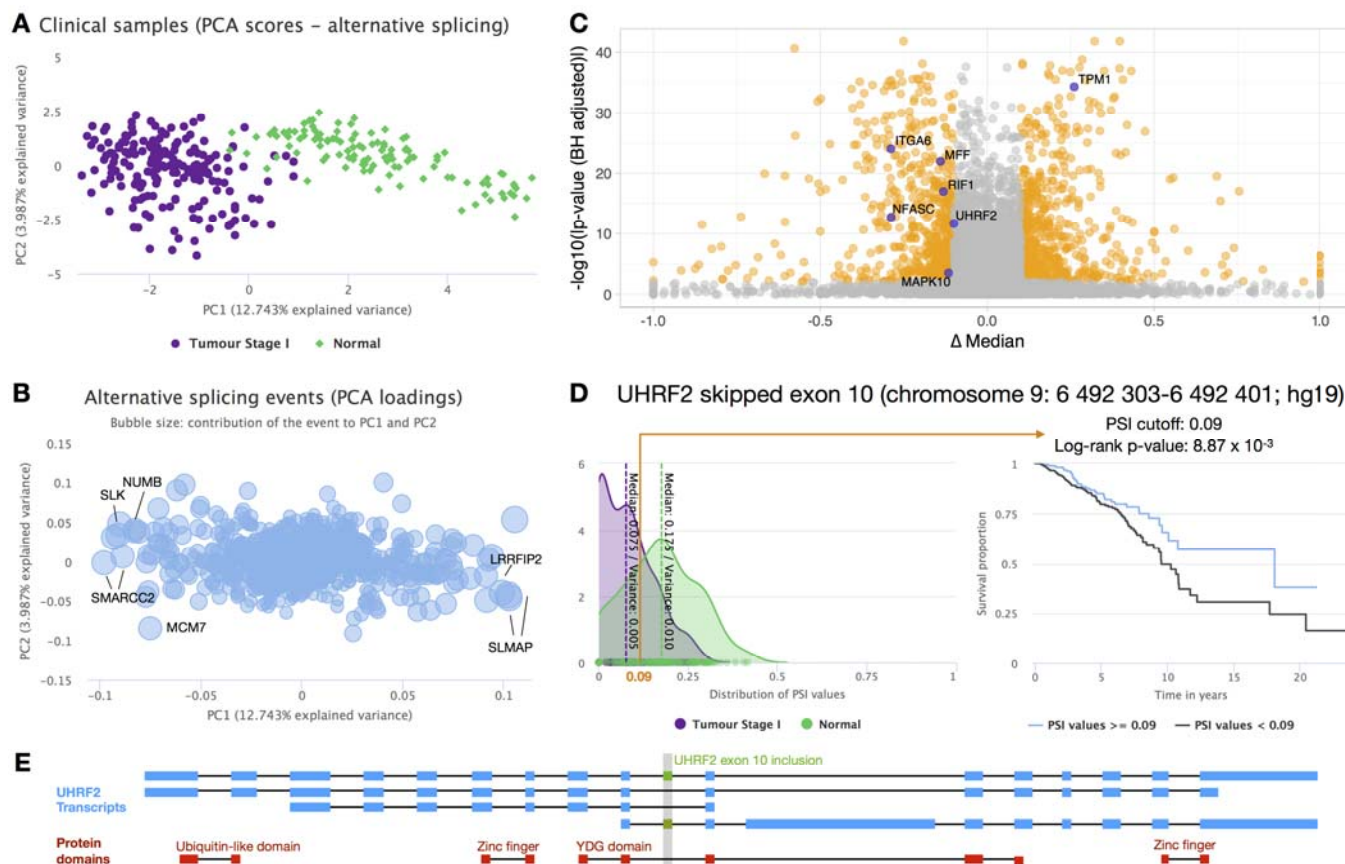 A Clinical samples (PCA scores – alternative splicing)
5
2.5
0
-2.5
-5
PC2 (3.987% explained variance)
-2
0
2
4
PC1 (12.743% explained variance)
Tumour Stage I
Normal
B Alternative splicing events (PCA loadings)
Bubble size: contribution of the event to PC1 and PC2
0.15
0.1
0.05
0
-0.05
-0.1
-0.15
PC2 (3.987% explained variance)
NUMB
SLK
SMARCC2
MCM7
LRRFIP2
SLMAP
-0.1
-0.05
0
0.05
0.1
PC1 (12.743% explained variance)
C
-log10(|p-value (BH adjusted)|)
40
30
20
10
0
TPM1
ITGA6
MFF
RIF1
NFASC
UHRF2
MAPK10
-1.0
-0.5
0.0
0.5
1.0
Δ Median
D UHRF2 skipped exon 10 (chromosome 9: 6 492 303-6 492 401; hg19)
PSI cutoff: 0.09
Log-rank p-value: 8.87 x 10-3
6
4
2
0
Median: 0.075 / Variance: 0.005
Median: 0.175 / Variance: 0.010
0
0.09
0.25
0.5
0.75
1
Distribution of PSI values
Tumour Stage I
Normal
1
0.75
0.5
0.25
0
Survival proportion
0
5
10
15
20
Time in years
PSI values >= 0.09
PSI values < 0.09
E
UHRF2 exon 10 inclusion
UHRF2
Transcripts
Protein
domains
Ubiquitin-like domain
Zinc finger
YDG domain
Zinc finger